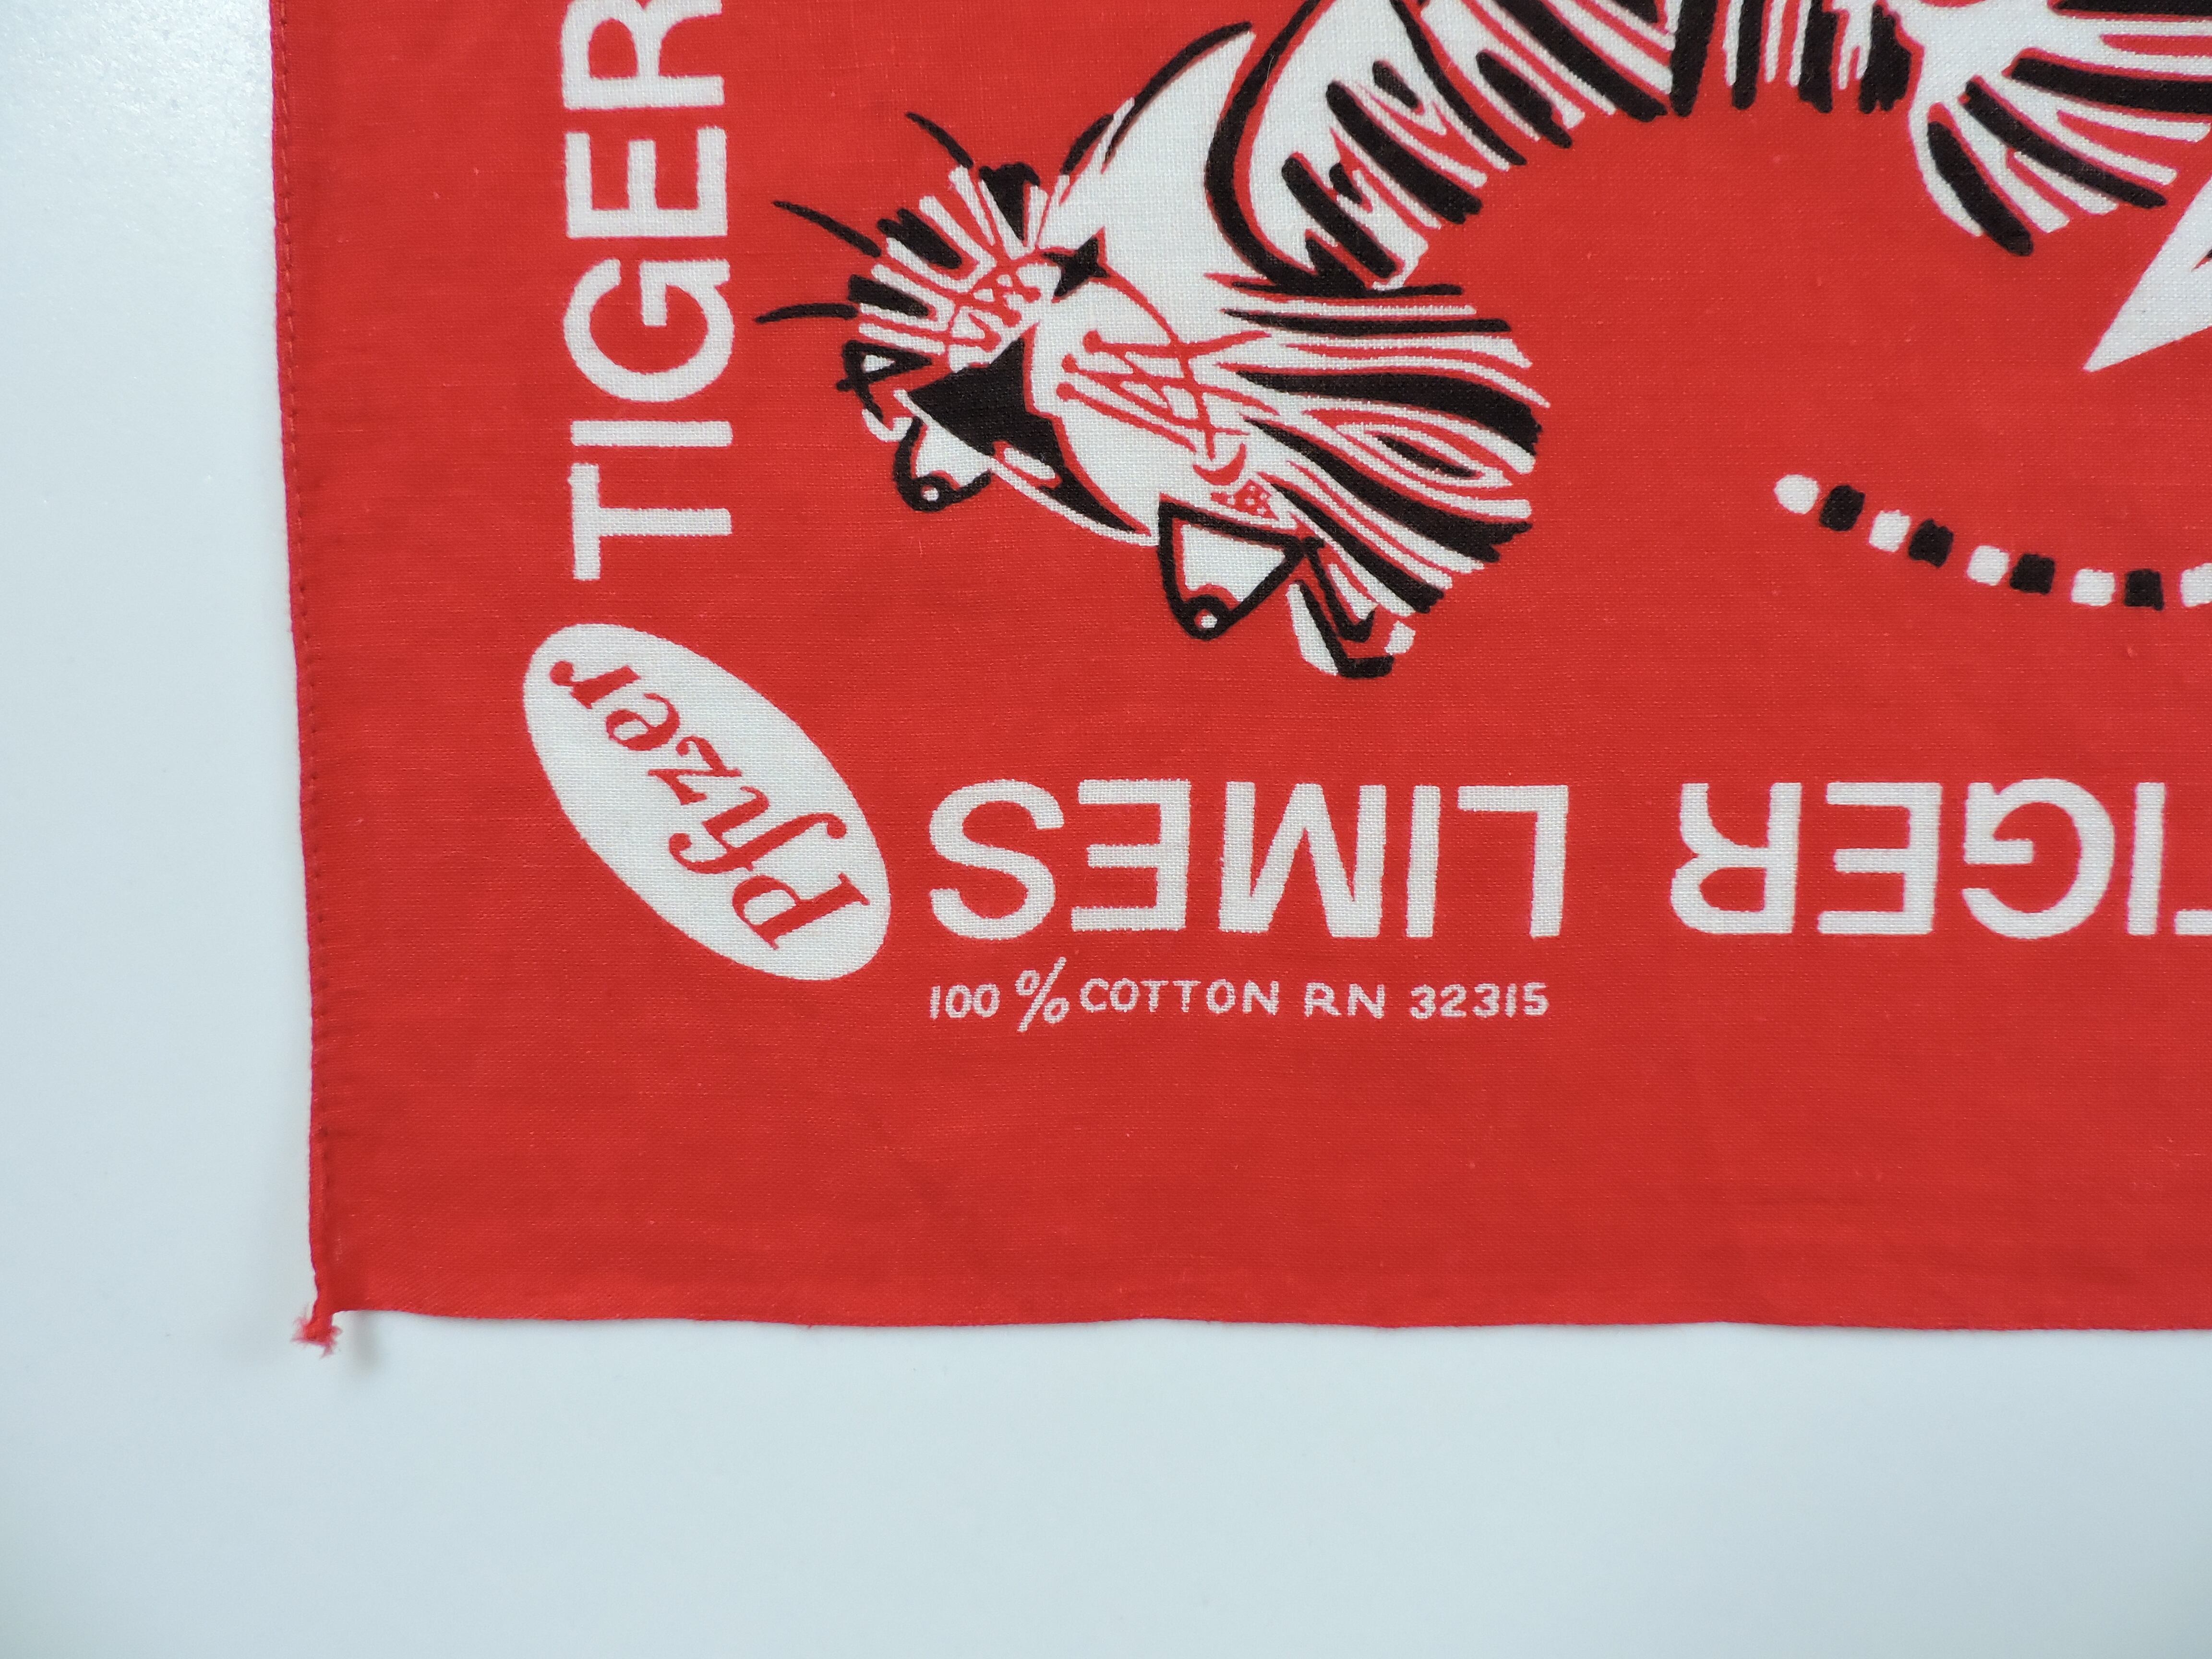 TIGER
Pfizer
TIGER LIMES
100% COTTON RN 32315